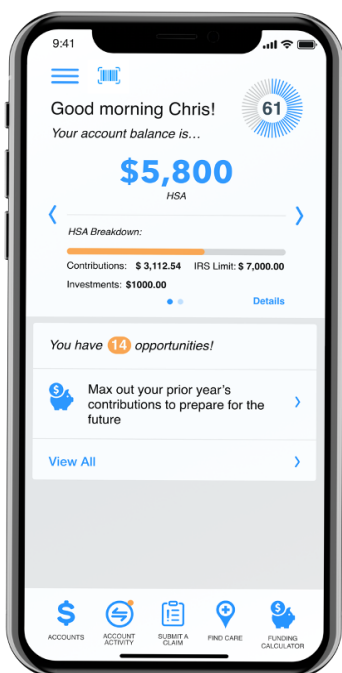 9:41
Good morning Chris!
61
Your account balance is...
$5,800
HSA
HSA Breakdown:
Contributions: $ 3,112.54 IRS Limit: $ 7,000.00
Investments: $1000.00
Details
You have 14 opportunities!
Max out your prior year's
contributions to prepare for the
future
View All
ACCOUNTS
ACCOUNT
ACTIVITY
SUBMIT A
CLAIM
FIND CARE
FUNDING
CALCULATOR